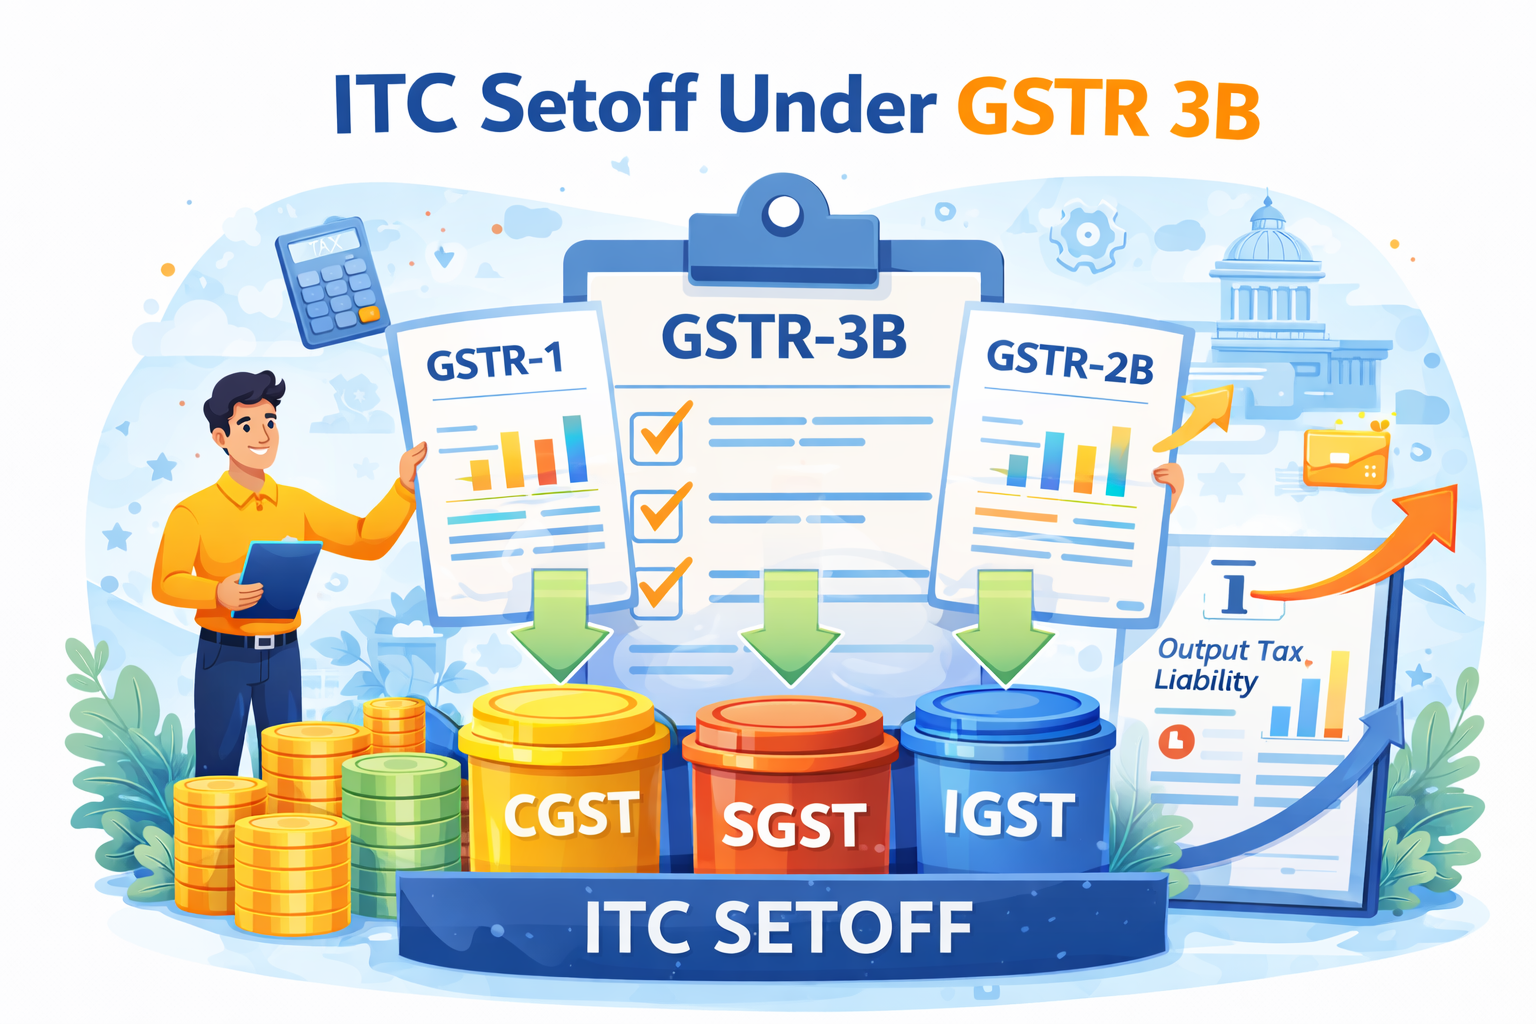 ITC Setoff Under GSTR 3B
TAX
GSTR-1
GSTR-3B
GSTR-2B
Output Tax
Liability
CGST
SGST
IGST
ITC SETOFF